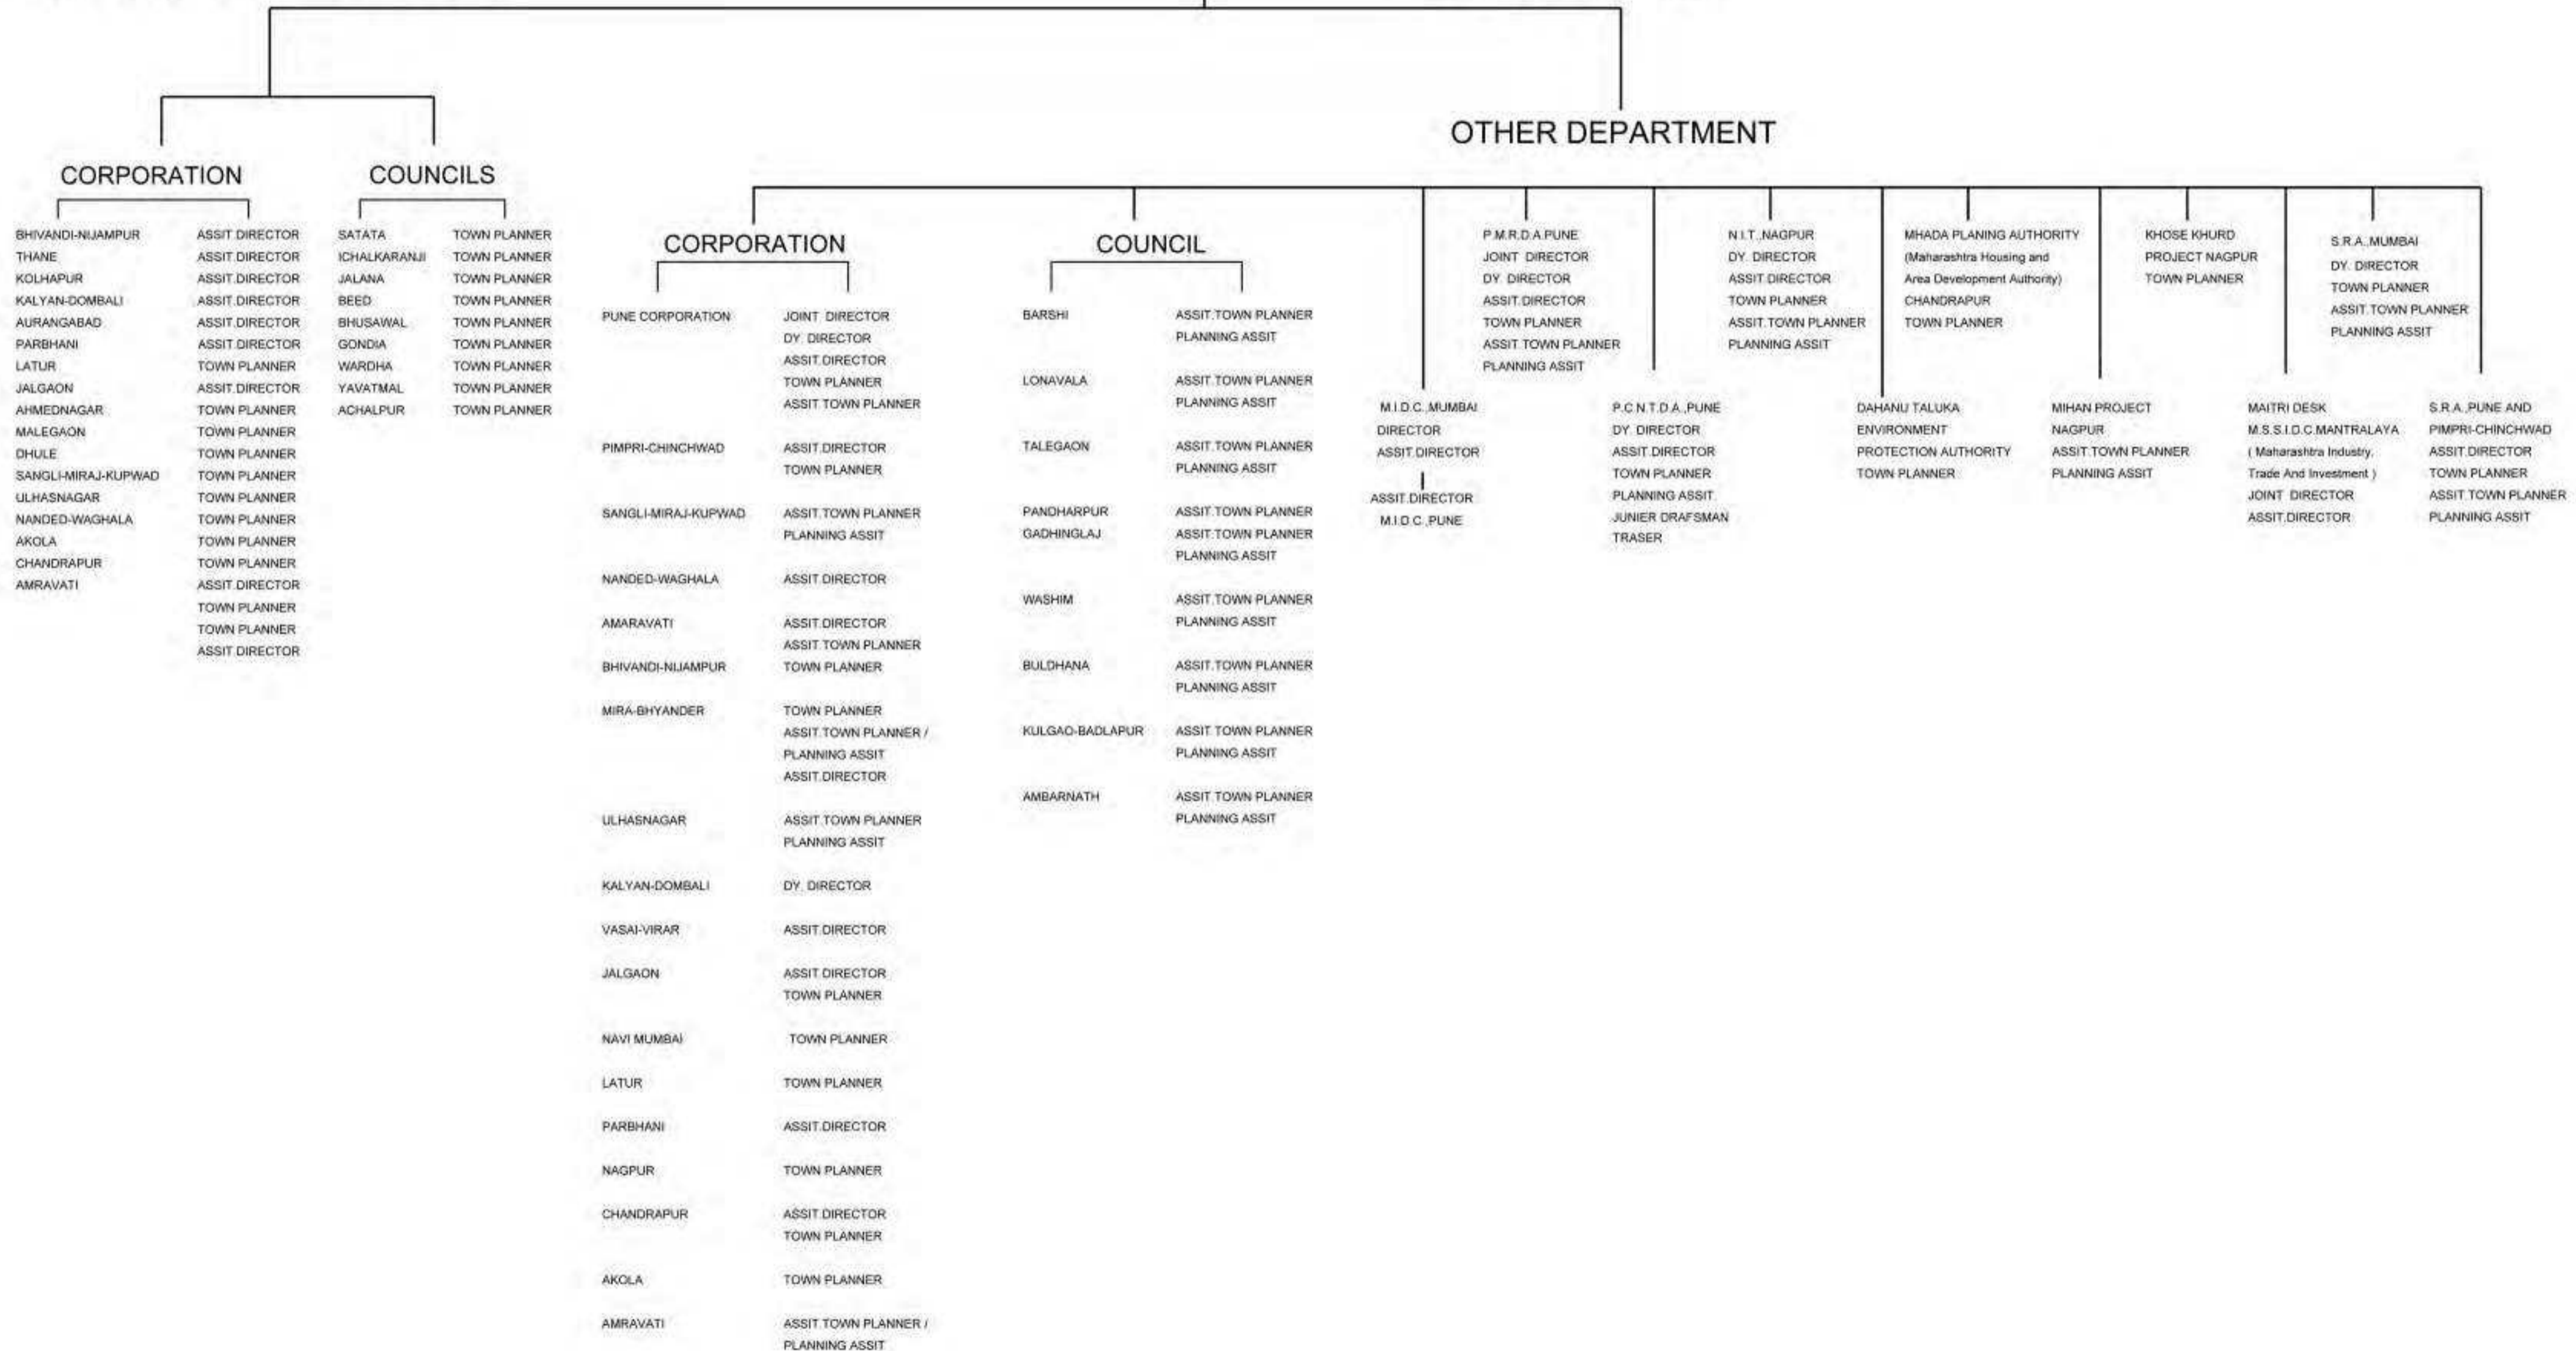 OTHER DEPARTMENT
CORPORATION
BHIVANDI-NIJAMPUR ASSIT.DIRECTOR
THANE ASSIT.DIRECTOR
KOLHAPUR ASSIT.DIRECTOR
KALYAN-DOMBALI ASSIT.DIRECTOR
AURANGABAD ASSIT.DIRECTOR
PARBHANI ASSIT.DIRECTOR
LATUR TOWN PLANNER
JALGAON ASSIT.DIRECTOR
AHMEDNAGAR TOWN PLANNER
MALEGAON TOWN PLANNER
DHULE TOWN PLANNER
SANGLI-MIRAJ-KUPWAD TOWN PLANNER
ULHASNAGAR TOWN PLANNER
NANDED-WAGHALA TOWN PLANNER
AKOLA TOWN PLANNER
CHANDRAPUR TOWN PLANNER
AMRAVATI ASSIT.DIRECTOR
TOWN PLANNER
TOWN PLANNER
ASSIT.DIRECTOR
COUNCILS
SATATA TOWN PLANNER
ICHALKARANJI TOWN PLANNER
JALANA TOWN PLANNER
BEED TOWN PLANNER
BHUSAWAL TOWN PLANNER
GONDIA TOWN PLANNER
WARDHA TOWN PLANNER
YAVATMAL TOWN PLANNER
ACHALPUR TOWN PLANNER
CORPORATION
PUNE CORPORATION JOINT DIRECTOR
DY. DIRECTOR
ASSIT.DIRECTOR
TOWN PLANNER
ASSIT.TOWN PLANNER
PIMPRI-CHINCHWAD ASSIT.DIRECTOR
TOWN PLANNER
SANGLI-MIRAJ-KUPWAD ASSIT.TOWN PLANNER
PLANNING ASSIT
NANDED-WAGHALA ASSIT.DIRECTOR
AMARAVATI ASSIT.DIRECTOR
ASSIT.TOWN PLANNER
BHIVANDI-NIJAMPUR TOWN PLANNER
MIRA-BHYANDER TOWN PLANNER
ASSIT.TOWN PLANNER /
PLANNING ASSIT
ASSIT.DIRECTOR
ULHASNAGAR ASSIT.TOWN PLANNER
PLANNING ASSIT
KALYAN-DOMBALI DY. DIRECTOR
VASAI-VIRAR ASSIT.DIRECTOR
JALGAON ASSIT.DIRECTOR
TOWN PLANNER
NAVI MUMBAI TOWN PLANNER
LATUR TOWN PLANNER
PARBHANI ASSIT.DIRECTOR
NAGPUR TOWN PLANNER
CHANDRAPUR ASSIT.DIRECTOR
TOWN PLANNER
AKOLA TOWN PLANNER
AMRAVATI ASSIT.TOWN PLANNER /
PLANNING ASSIT
COUNCIL
BARSHI ASSIT.TOWN PLANNER
PLANNING ASSIT
LONAVALA ASSIT.TOWN PLANNER
PLANNING ASSIT
TALEGAON ASSIT.TOWN PLANNER
PLANNING ASSIT
PANDHARPUR ASSIT.TOWN PLANNER
GADHINGLAJ ASSIT.TOWN PLANNER
PLANNING ASSIT
WASHIM ASSIT.TOWN PLANNER
PLANNING ASSIT
BULDHANA ASSIT.TOWN PLANNER
PLANNING ASSIT
KULGAO-BADLAPUR ASSIT.TOWN PLANNER
PLANNING ASSIT
AMBARNATH ASSIT.TOWN PLANNER
PLANNING ASSIT
M.I.D.C.,MUMBAI
DIRECTOR
ASSIT.DIRECTOR
ASSIT.DIRECTOR
M.I.D.C.,PUNE
P.M.R.D.A.PUNE
JOINT DIRECTOR
DY. DIRECTOR
ASSIT.DIRECTOR
TOWN PLANNER
ASSIT.TOWN PLANNER
PLANNING ASSIT
P.C.N.T.D.A.,PUNE
DY. DIRECTOR
ASSIT.DIRECTOR
TOWN PLANNER
PLANNING ASSIT.
JUNIER DRAFSMAN
TRASER
N.I.T.,NAGPUR
DY. DIRECTOR
ASSIT.DIRECTOR
TOWN PLANNER
ASSIT.TOWN PLANNER
PLANNING ASSIT
DAHANU TALUKA
ENVIRONMENT
PROTECTION AUTHORITY
TOWN PLANNER
MHADA PLANING AUTHORITY
(Maharashtra Housing and
Area Development Authority)
CHANDRAPUR
TOWN PLANNER
MIHAN PROJECT
NAGPUR
ASSIT.TOWN PLANNER
PLANNING ASSIT
KHOSE KHURD
PROJECT NAGPUR
TOWN PLANNER
MAITRI DESK
M.S.S.I.D.C.MANTRALAYA
( Maharashtra Industry,
Trade And Investment )
JOINT DIRECTOR
ASSIT.DIRECTOR
S.R.A.,MUMBAI
DY. DIRECTOR
TOWN PLANNER
ASSIT.TOWN PLANNER
PLANNING ASSIT
S.R.A.,PUNE AND
PIMPRI-CHINCHWAD
ASSIT.DIRECTOR
TOWN PLANNER
ASSIT.TOWN PLANNER
PLANNING ASSIT